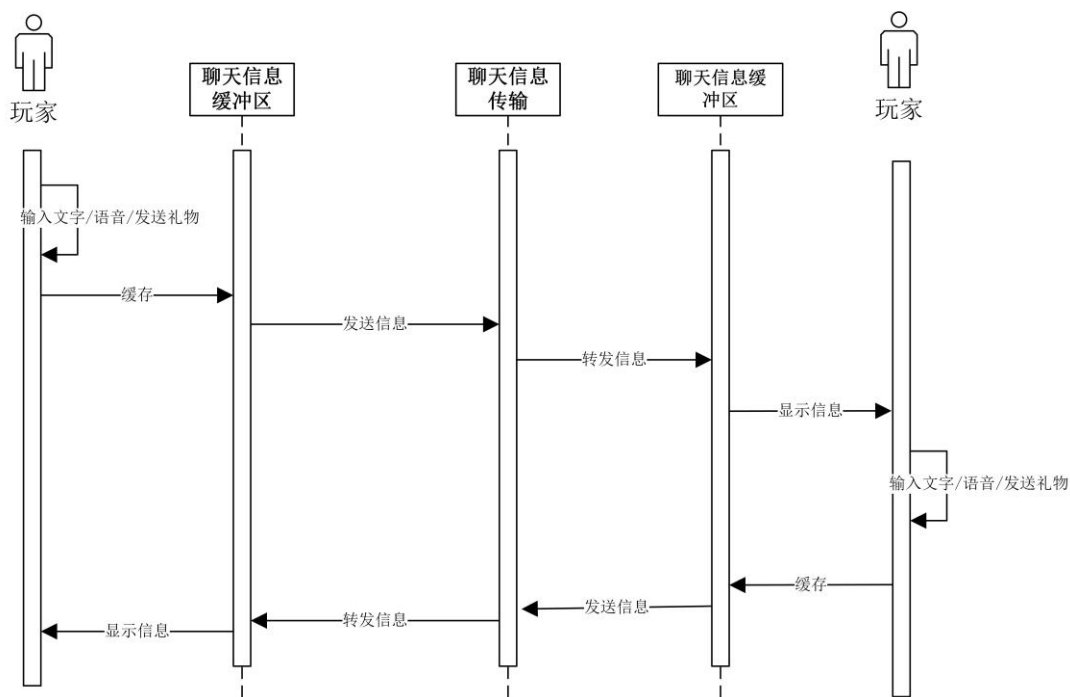 玩家
聊天信息
缓冲区
聊天信息
传输
聊天信息缓
冲区
玩家
输入文字/语音/发送礼物
缓存
发送信息
转发信息
显示信息
输入文字/语音/发送礼物
缓存
发送信息
转发信息
显示信息